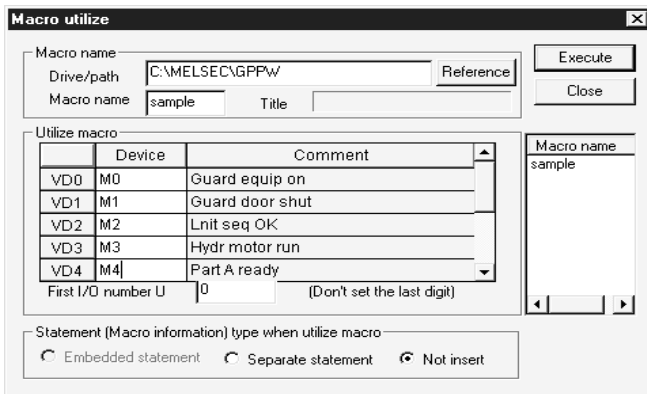 Macro utilize
Macro name
Drive/path C:\MELSEC\GPPW Reference
Macro name sample Title
Execute
Close
Utilize macro
Device Comment
VD0 M0 Guard equip on
VD1 M1 Guard door shut
VD2 M2 Lnit seq OK
VD3 M3 Hydr motor run
VD4 M4 Part A ready
First I/O number U 0 (Don't set the last digit)
Macro name
sample
Statement (Macro information) type when utilize macro
Embedded statement Separate statement Not insert